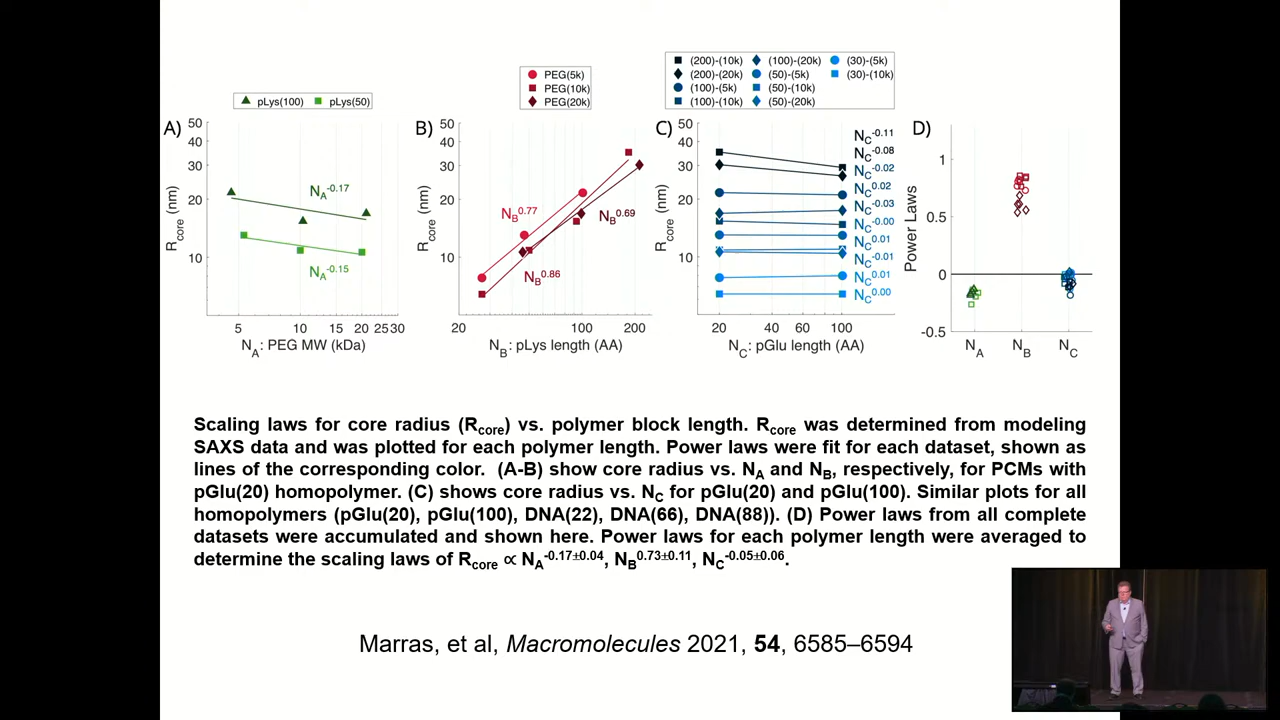 PEG(5k)
PEG(10k)
PEG(20k)
(200)-(10k) (100)-(20k) (30)-(5k)
(200)-(20k) (50)-(5k) (30)-(10k)
(100)-(5k) (50)-(10k)
(100)-(10k) (50)-(20k)
pLys(100) pLys(50)
A)
50
40
30
20
10
R_core (nm)
N_A^-0.17
N_A^-0.15
5 10 15 20 25 30
N_A: PEG MW (kDa)
B)
50
40
30
20
10
R_core (nm)
N_B^0.77
N_B^0.69
N_B^0.86
20 100 200
N_B: pLys length (AA)
C)
50
40
30
20
10
R_core (nm)
N_C^-0.11
N_C^-0.08
N_C^-0.02
N_C^0.02
N_C^-0.03
N_C^-0.00
N_C^0.01
N_C^-0.01
N_C^0.01
N_C^0.00
20 40 60 100
N_C: pGlu length (AA)
D)
1
0.5
0
-0.5
Power Laws
N_A N_B N_C
Scaling laws for core radius (R_core) vs. polymer block length. R_core was determined from modeling
SAXS data and was plotted for each polymer length. Power laws were fit for each dataset, shown as
lines of the corresponding color. (A-B) show core radius vs. N_A and N_B, respectively, for PCMs with
pGlu(20) homopolymer. (C) shows core radius vs. N_C for pGlu(20) and pGlu(100). Similar plots for all
homopolymers (pGlu(20), pGlu(100), DNA(22), DNA(66), DNA(88)). (D) Power laws from all complete
datasets were accumulated and shown here. Power laws for each polymer length were averaged to
determine the scaling laws of R_core ∝ N_A^-0.17±0.04, N_B^0.73±0.11, N_C^-0.05±0.06.
Marras, et al, Macromolecules 2021, 54, 6585–6594